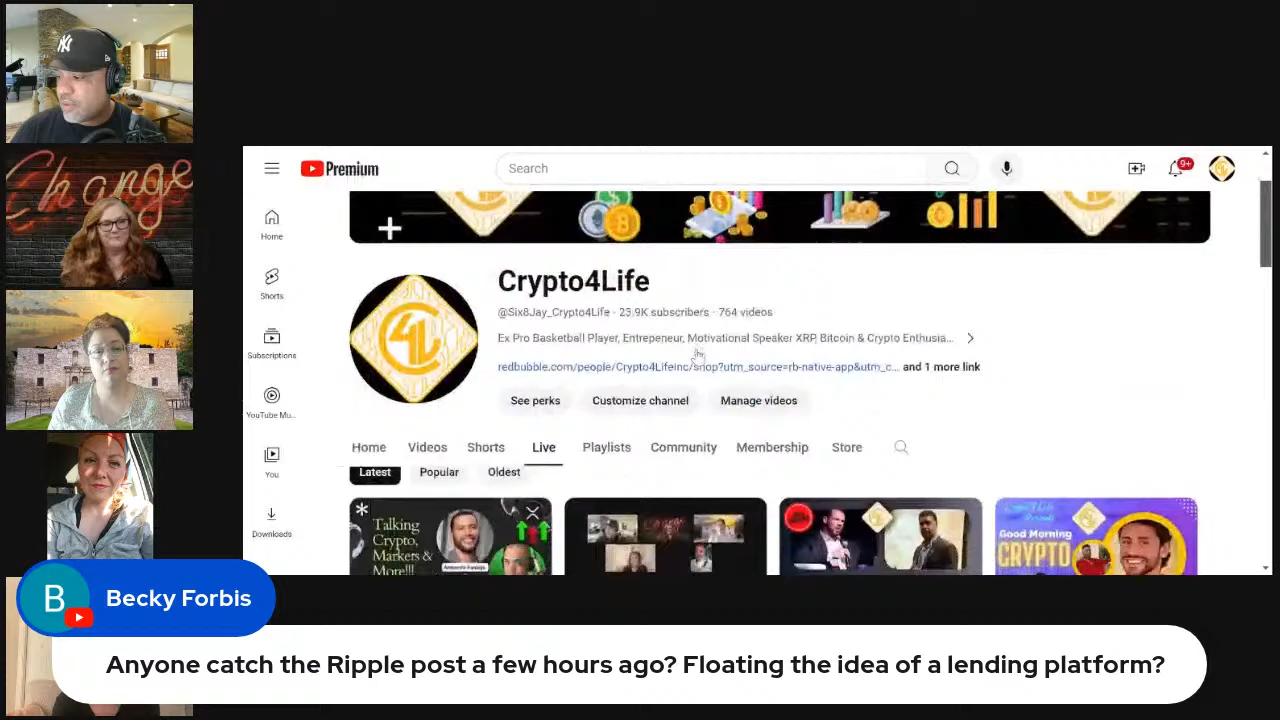 Change
Premium
Search
9+
Home
Shorts
Subscriptions
YouTube Mu...
You
Downloads
Crypto4Life
@Six8Jay_Crypto4Life · 23.9K subscribers · 764 videos
Ex Pro Basketball Player, Entrepeneur, Motivational Speaker XRP, Bitcoin & Crypto Enthusia...
redbubble.com/people/Crypto4Lifeinc/shop?utm_source=rb-native-app&utm_c... and 1 more link
See perks
Customize channel
Manage videos
Home
Videos
Shorts
Live
Playlists
Community
Membership
Store
Latest
Popular
Oldest
Talking
Crypto,
Markers &
More!!!
Good Morning
CRYPTO
B
Becky Forbis
Anyone catch the Ripple post a few hours ago? Floating the idea of a lending platform?